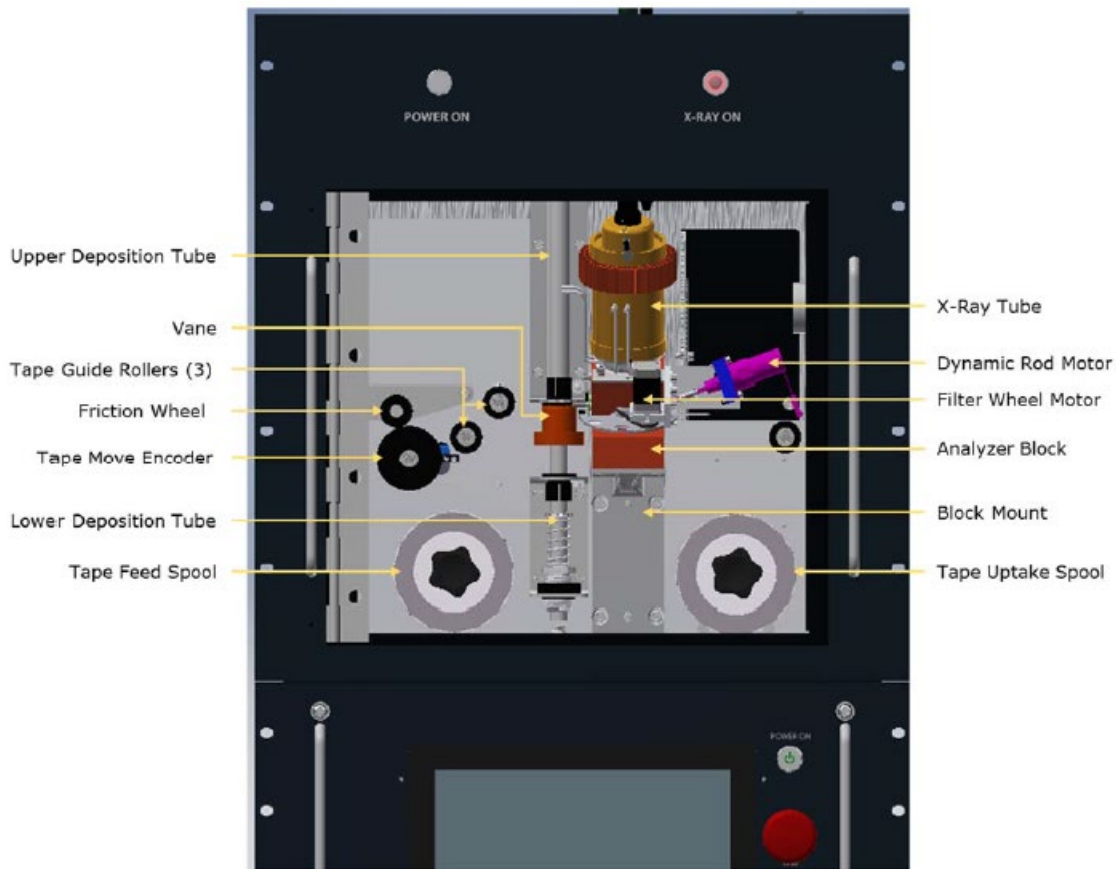 POWER ON
X-RAY ON
Upper Deposition Tube
Vane
Tape Guide Rollers (3)
Friction Wheel
Tape Move Encoder
Lower Deposition Tube
Tape Feed Spool
X-Ray Tube
Dynamic Rod Motor
Filter Wheel Motor
Analyzer Block
Block Mount
Tape Uptake Spool
POWER ON